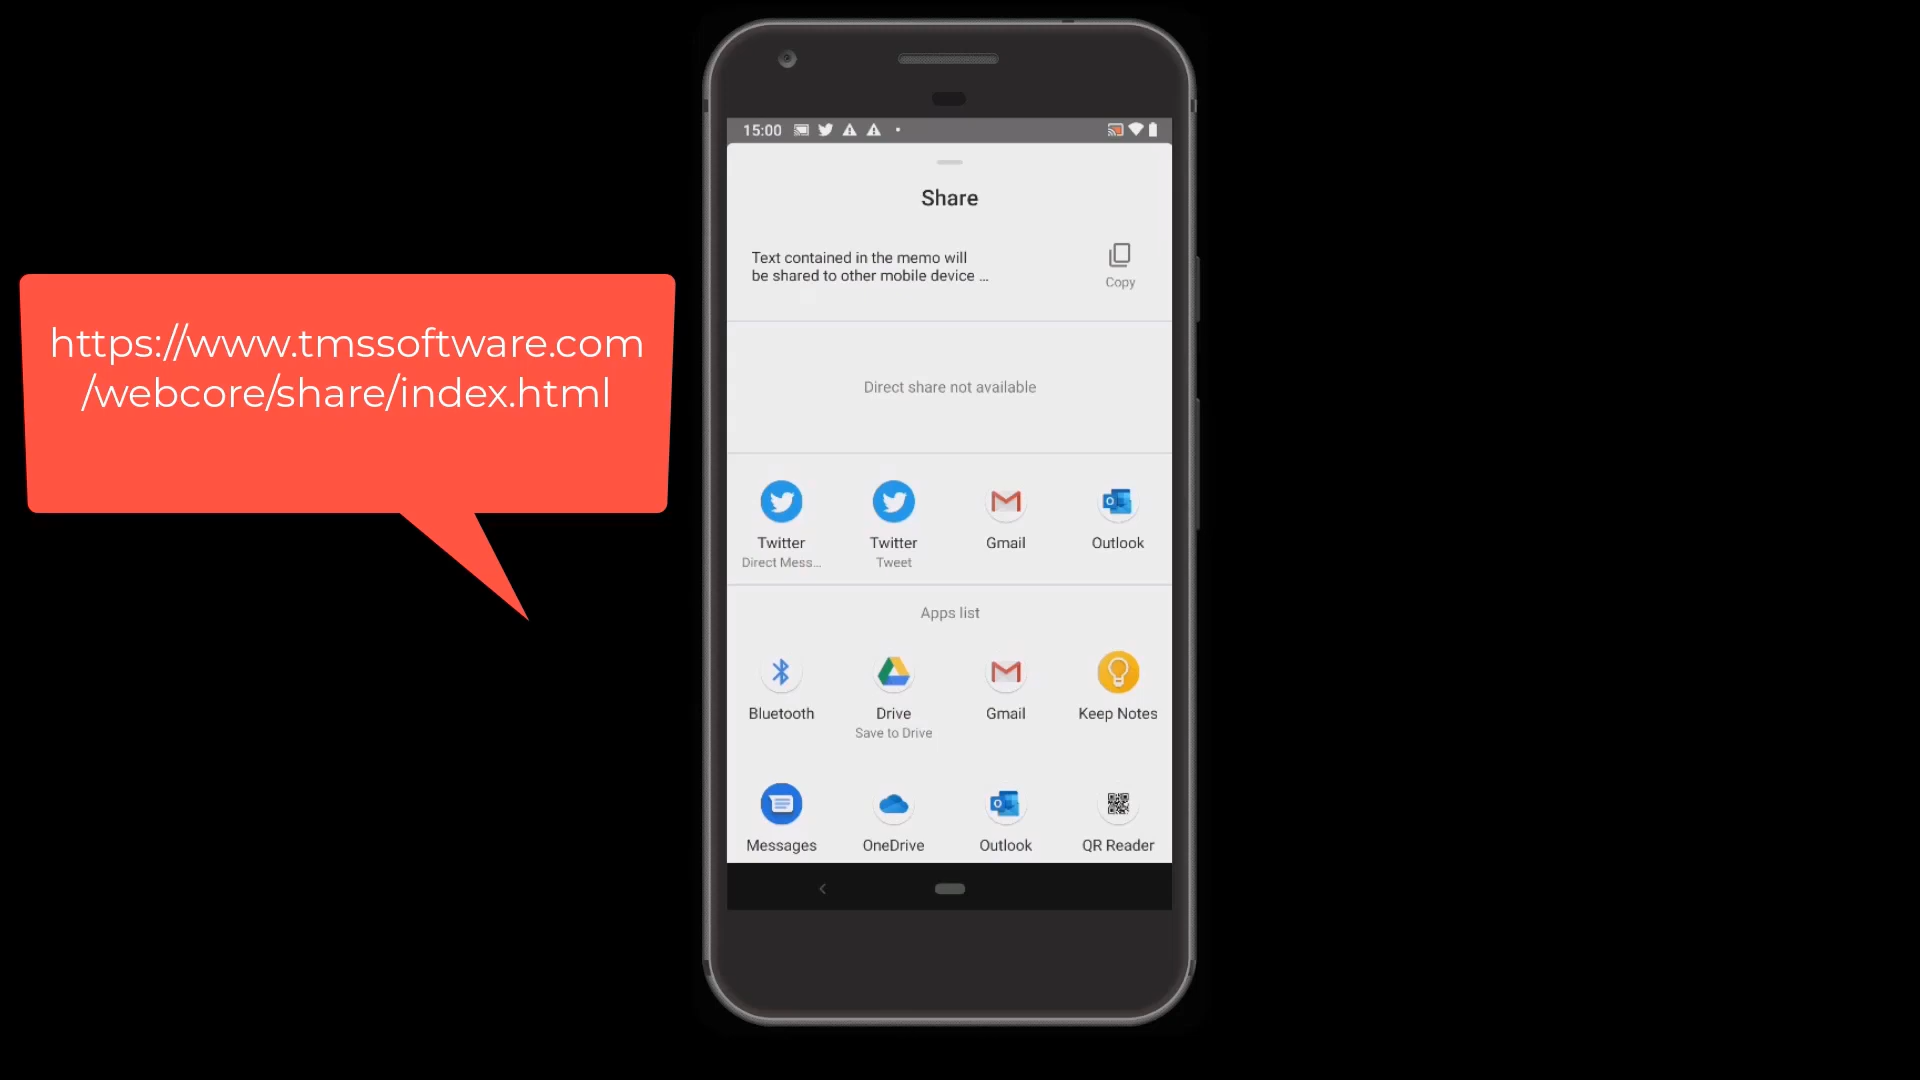 https://www.tmssoftware.com
/webcore/share/index.html
15:00
Share
Text contained in the memo will
be shared to other mobile device ...
Copy
Direct share not available
Twitter Twitter Gmail Outlook
Direct Mess... Tweet
Apps list
Bluetooth Drive Gmail Keep Notes
Save to Drive
Messages OneDrive Outlook QR Reader